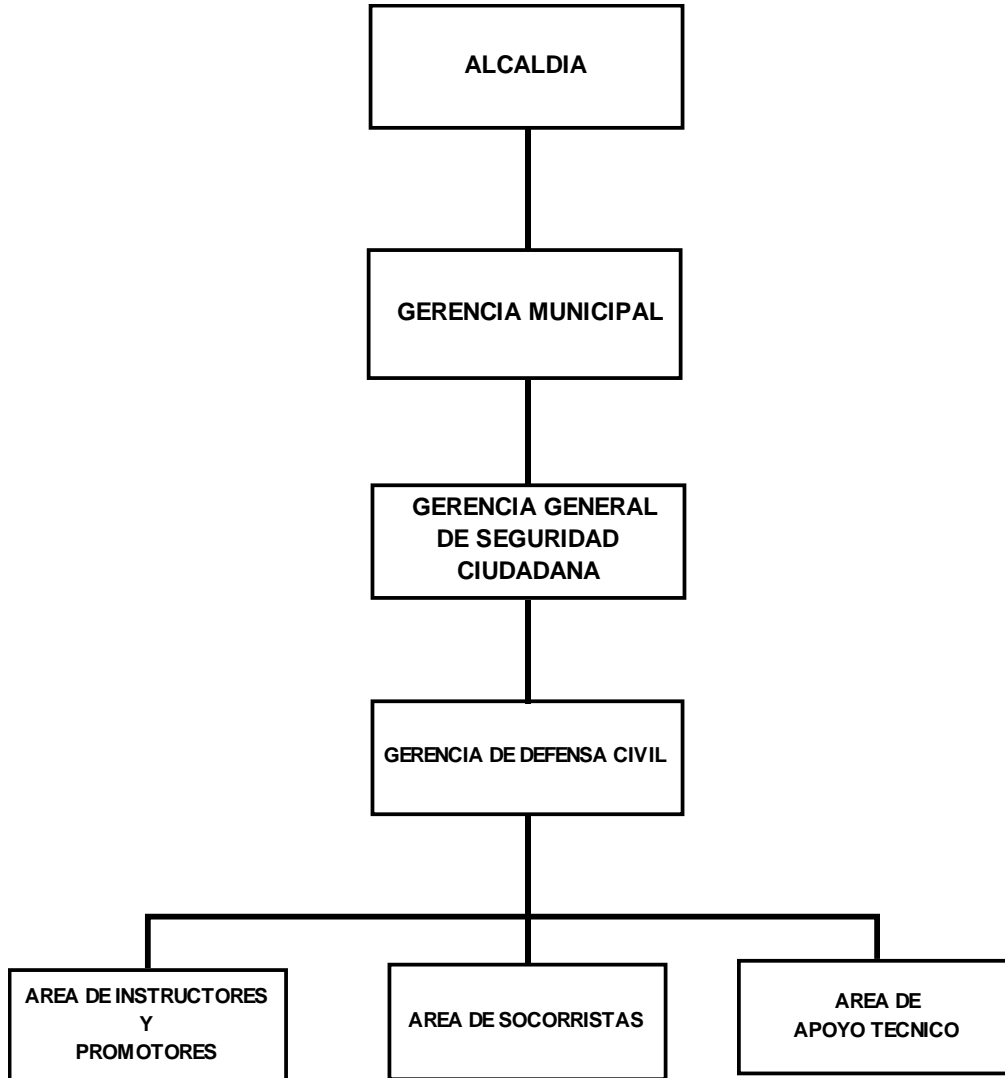 ALCALDIA
GERENCIA MUNICIPAL
GERENCIA GENERAL
DE SEGURIDAD
CIUDADANA
GERENCIA DE DEFENSA CIVIL
AREA DE INSTRUCTORES
Y
PROMOTORES
AREA DE SOCORRISTAS
AREA DE
APOYO TECNICO